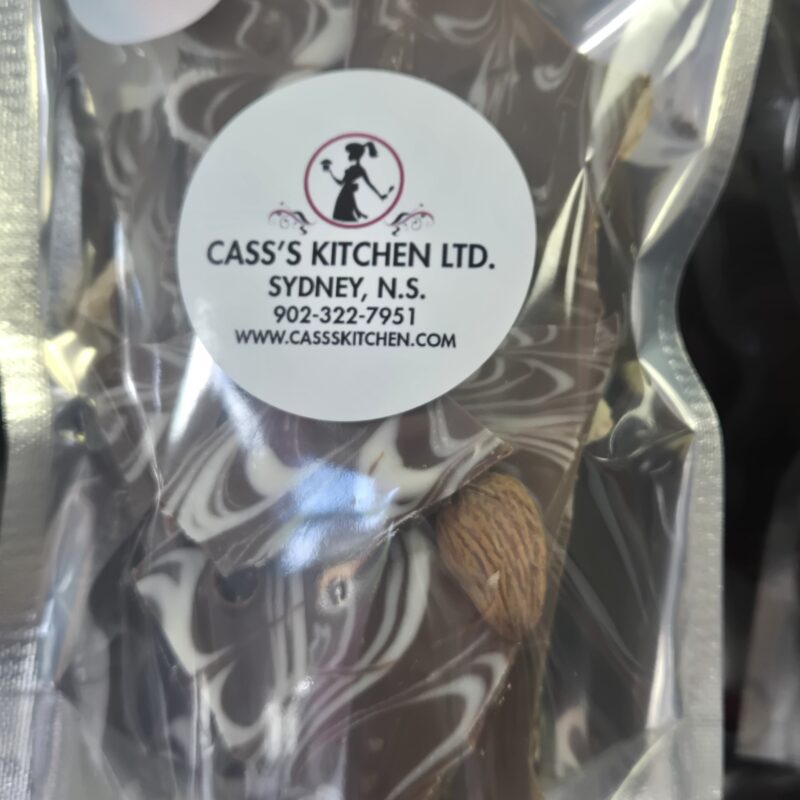 CASS'S KITCHEN LTD.
SYDNEY, N.S.
902-322-7951
WWW.CASSSKITCHEN.COM